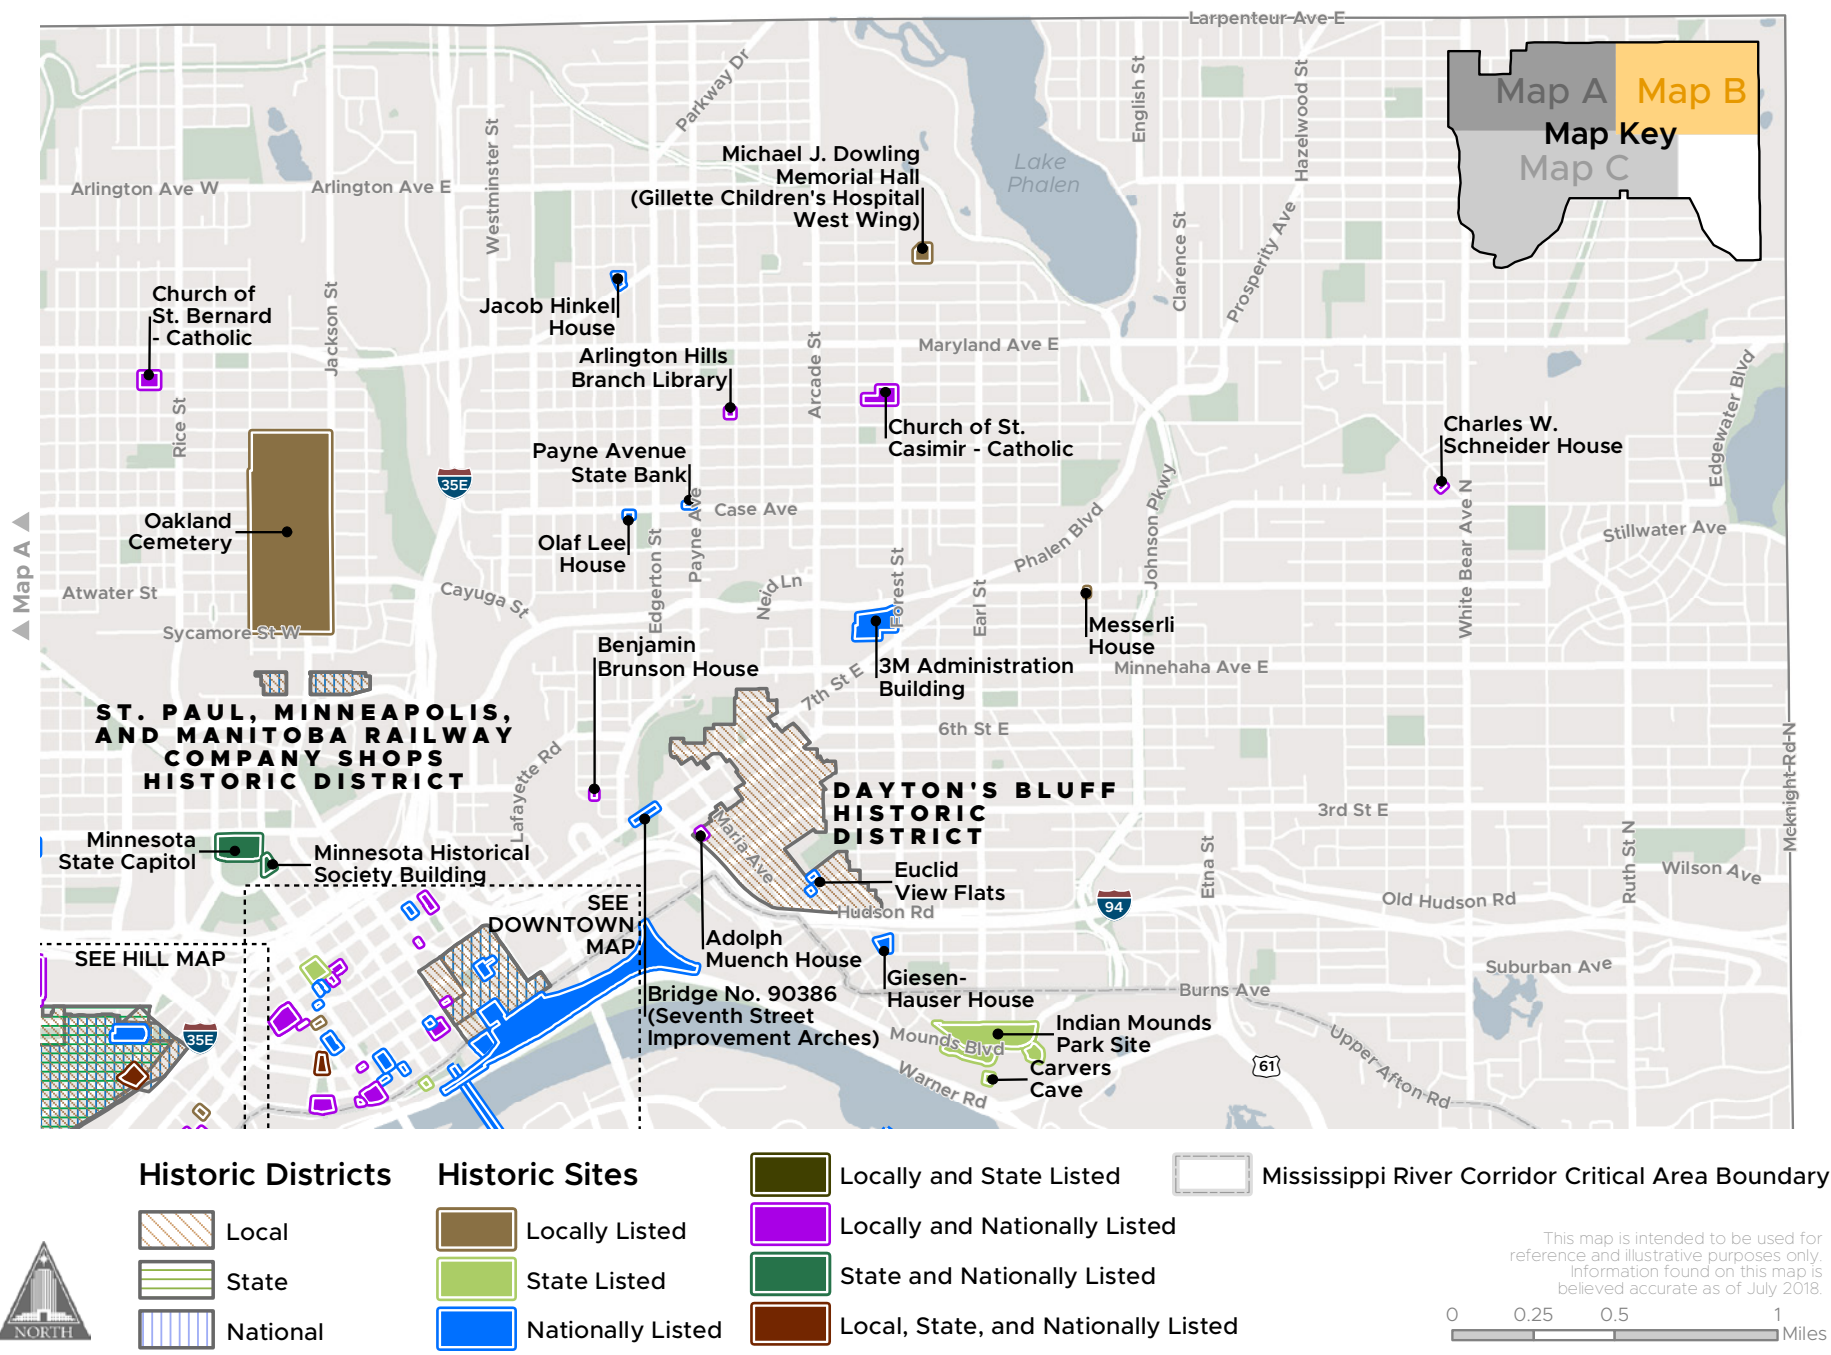 Larpenteur Ave E
Parkway Dr
English St
Hazelwood St
Map A
Map B
Map Key
Map C
Westminster St
Michael J. Dowling
Memorial Hall
(Gillette Children's Hospital
West Wing)
Lake
Phalen
Arlington Ave W
Arlington Ave E
Clarence St
Prosperity Ave
Church of
St. Bernard
- Catholic
Jackson St
Jacob Hinkel
House
Arlington Hills
Branch Library
Arcade St
Maryland Ave E
Edgewater Blvd
Rice St
Church of St.
Casimir - Catholic
Charles W.
Schneider House
Payne Avenue
State Bank
35E
Case Ave
Payne Ave
Johnson Pkwy
White Bear Ave N
Stillwater Ave
Oakland
Cemetery
Olaf Lee
House
Edgerton St
Phalen Blvd
Forest St
Earl St
Neid Ln
▲ Map A ▲
Atwater St
Cayuga St
Sycamore St W
Messerli
House
Minnehaha Ave E
Benjamin
Brunson House
3M Administration
Building
7th St E
6th St E
ST. PAUL, MINNEAPOLIS,
AND MANITOBA RAILWAY
COMPANY SHOPS
HISTORIC DISTRICT
Lafayette Rd
DAYTON'S BLUFF
HISTORIC
DISTRICT
3rd St E
Mcknight Rd N
Maria Ave
Minnesota
State Capitol
Minnesota Historical
Society Building
Euclid
View Flats
Etna St
Ruth St N
Wilson Ave
Hudson Rd
94
Old Hudson Rd
SEE
DOWNTOWN
MAP
SEE HILL MAP
Adolph
Muench House
Giesen-
Hauser House
Suburban Ave
Burns Ave
Bridge No. 90386
(Seventh Street
Improvement Arches)
35E
Mounds Blvd
Indian Mounds
Park Site
Carvers
Cave
Warner Rd
61
Upper Afton Rd
Historic Districts
Local
State
National
Historic Sites
Locally Listed
State Listed
Nationally Listed
Locally and State Listed
Locally and Nationally Listed
State and Nationally Listed
Local, State, and Nationally Listed
Mississippi River Corridor Critical Area Boundary
This map is intended to be used for
reference and illustrative purposes only.
Information found on this map is
believed accurate as of July 2018.
0 0.25 0.5 1
Miles
NORTH